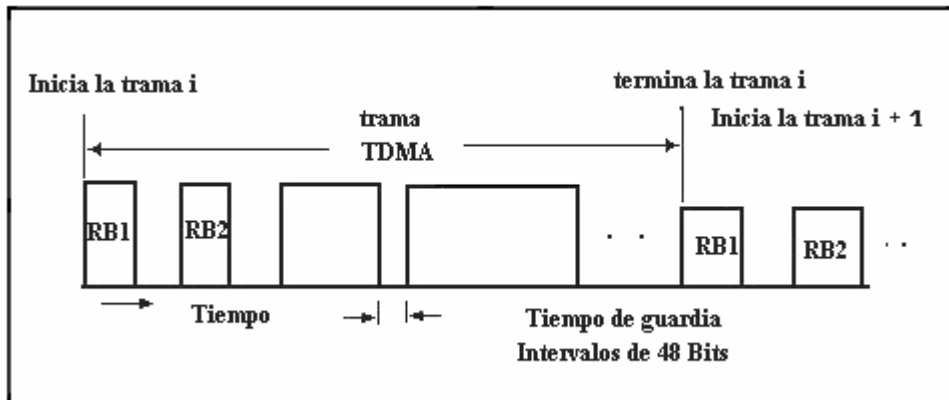 Inicia la trama i
termina la trama i
Inicia la trama i + 1
trama
TDMA
RB1
RB2
. .
RB1
RB2
. .
Tiempo
Tiempo de guardia
Intervalos de 48 Bits